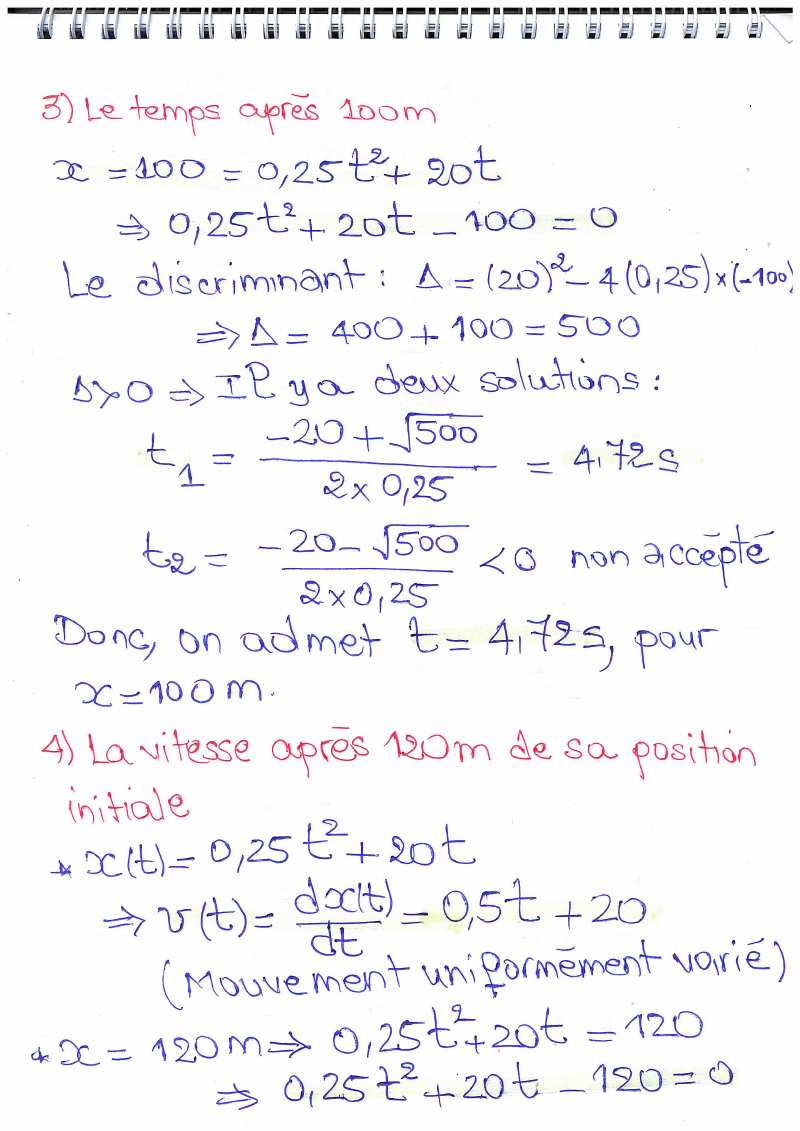 3) Le temps après 100m
x = 100 = 0,25t² + 20t
⇒ 0,25t² + 20t - 100 = 0
Le discriminant : Δ = (20)² - 4(0,25)×(-100)
⇒ Δ = 400 + 100 = 500
Δ>0 ⇒ Il y a deux solutions :
t₁ = (-20 + √500) / (2 × 0,25) = 4,72s
t₂ = (-20 - √500) / (2 × 0,25) < 0 non accépté
Donc, on admet t = 4,72s, pour
x = 100m.
4) La vitesse après 120m de sa position
initiale
* x(t) = 0,25t² + 20t
⇒ v(t) = dx(t)/dt = 0,5t + 20
(Mouvement uniformément varié)
* x = 120m ⇒ 0,25t² + 20t = 120
⇒ 0,25t² + 20t - 120 = 0